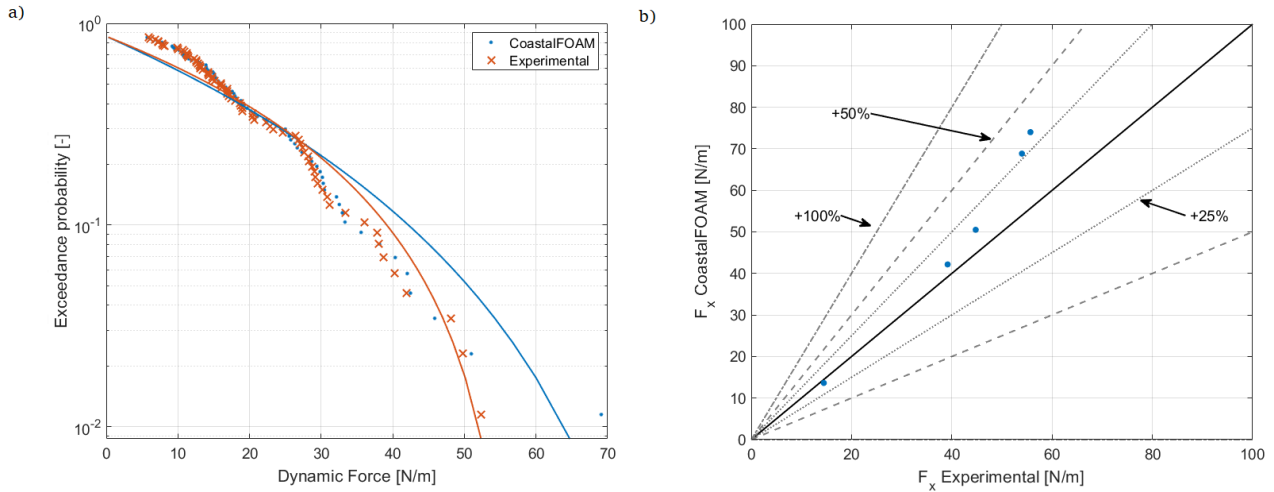 a)
Exceedance probability [-]
10^0
10^-1
10^-2
CoastalFOAM
Experimental
0 10 20 30 40 50 60 70
Dynamic Force [N/m]
b)
F_x CoastalFOAM [N/m]
100
90
80
70
60
50
40
30
20
10
0
+50%
+100%
+25%
0 20 40 60 80 100
F_x Experimental [N/m]